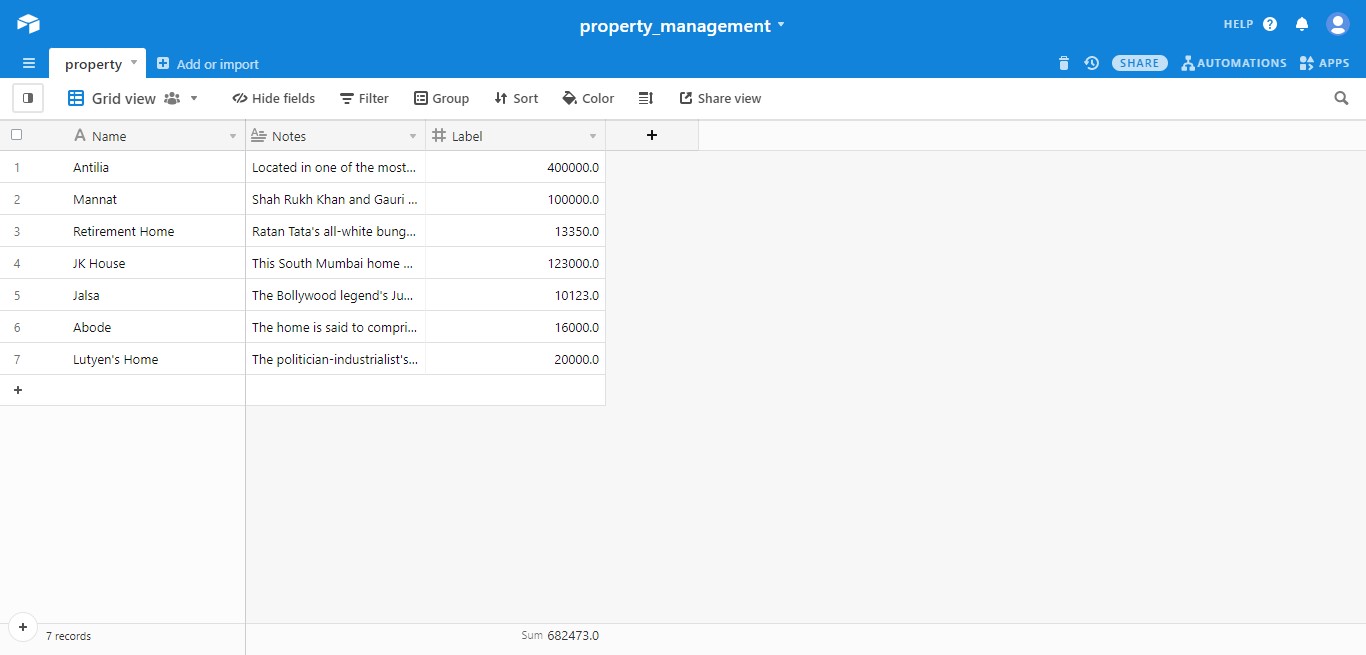 property_management
HELP
property
Add or import
SHARE
AUTOMATIONS
APPS
Grid view
Hide fields
Filter
Group
Sort
Color
Share view
Name Notes Label
1 Antilia Located in one of the most... 400000.0
2 Mannat Shah Rukh Khan and Gauri ... 100000.0
3 Retirement Home Ratan Tata's all-white bung... 13350.0
4 JK House This South Mumbai home ... 123000.0
5 Jalsa The Bollywood legend's Ju... 10123.0
6 Abode The home is said to compri... 16000.0
7 Lutyen's Home The politician-industrialist's... 20000.0
7 records Sum 682473.0